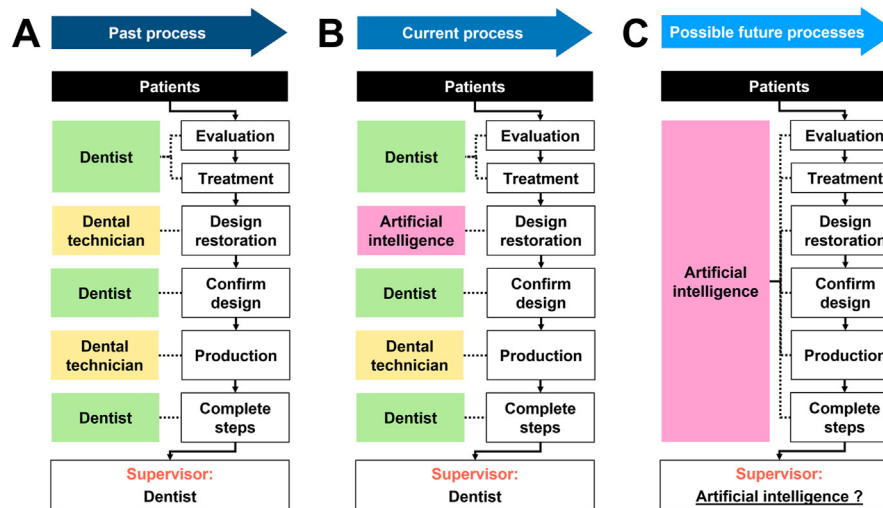 A
Past process
Patients
Dentist
Evaluation
Treatment
Dental
technician
Design
restoration
Dentist
Confirm
design
Dental
technician
Production
Dentist
Complete
steps
Supervisor:
Dentist
B
Current process
Patients
Dentist
Evaluation
Treatment
Artificial
intelligence
Design
restoration
Dentist
Confirm
design
Dental
technician
Production
Dentist
Complete
steps
Supervisor:
Dentist
C
Possible future processes
Patients
Artificial
intelligence
Evaluation
Treatment
Design
restoration
Confirm
design
Production
Complete
steps
Supervisor:
Artificial intelligence ?